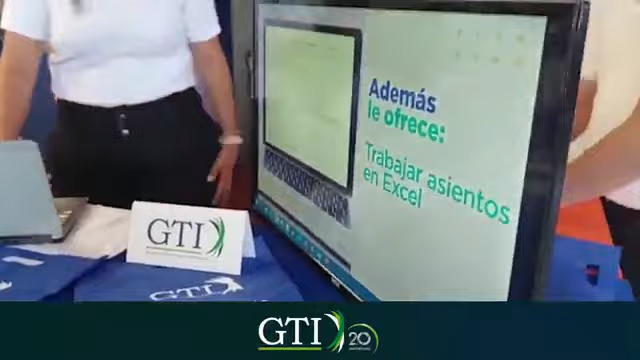 Además
le ofrece:
Trabajar asientos
en Excel
GTI
GTI
GTI 20